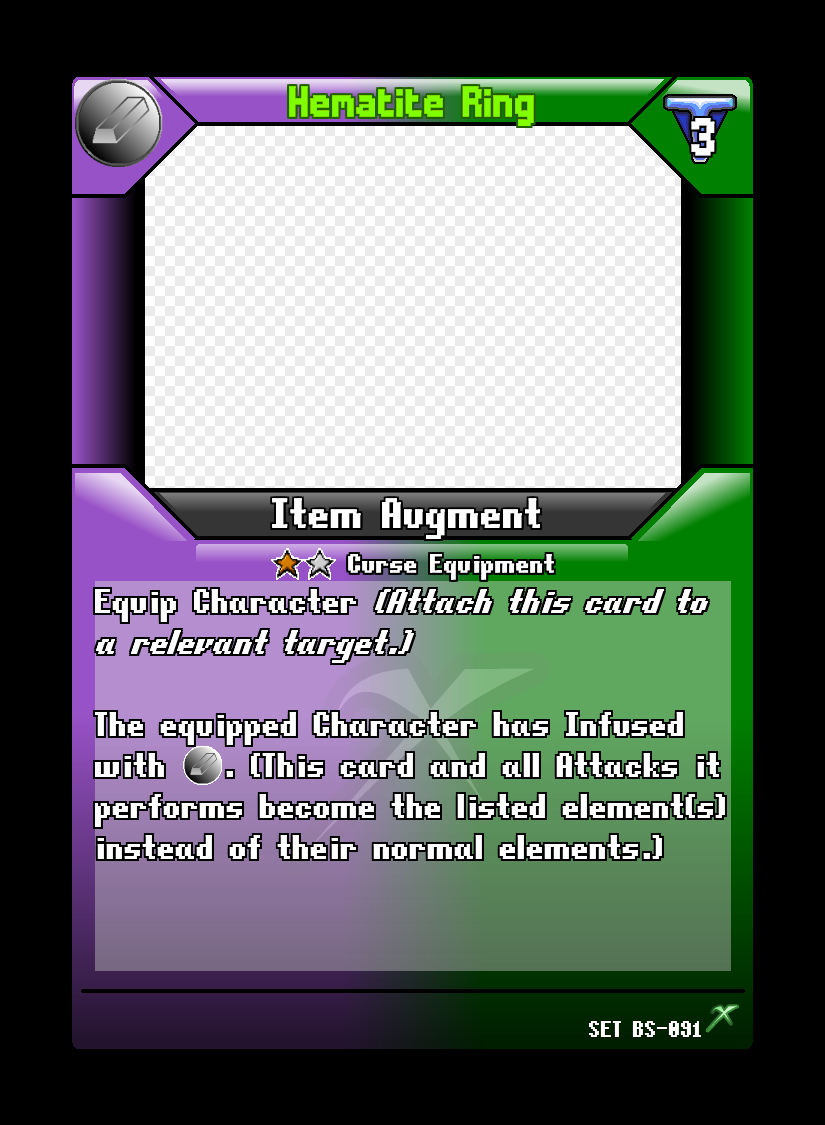 Hematite Ring
3
Item Augment
Curse Equipment
Equip Character (Attach this card to
a relevant target.)
The equipped Character has Infused
with . (This card and all Attacks it
performs become the listed element(s)
instead of their normal elements.)
SET BS-091